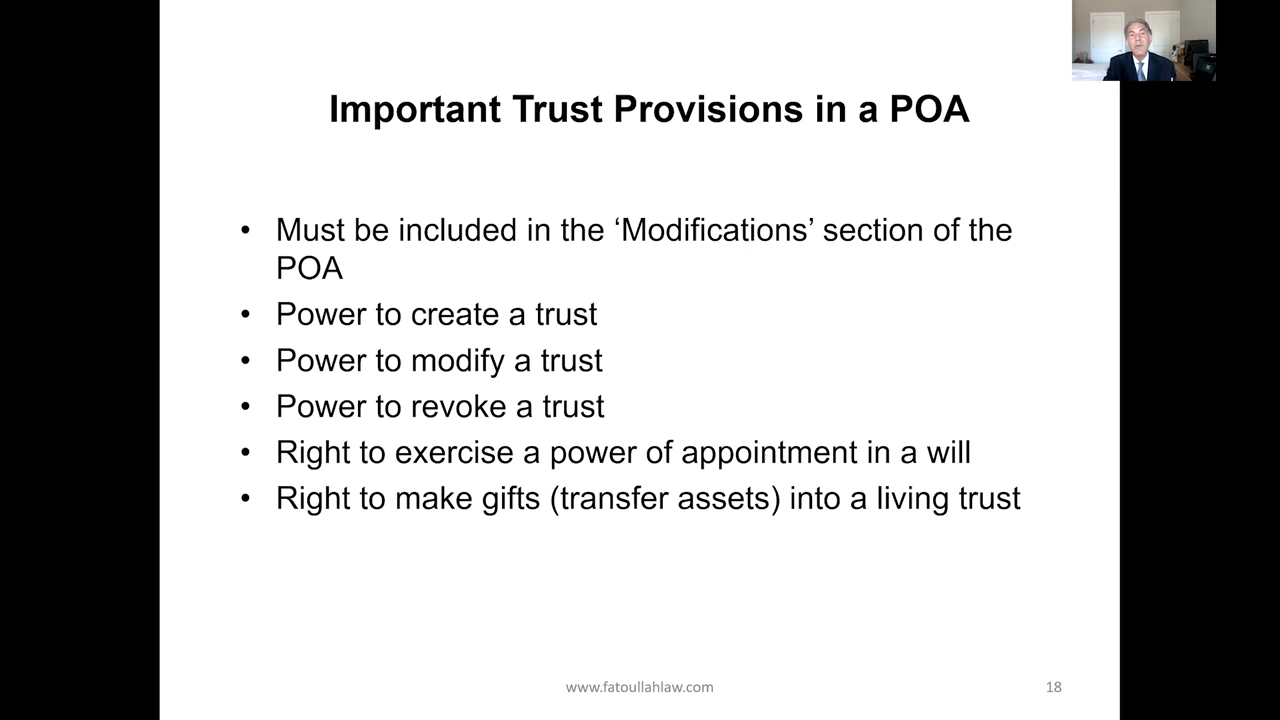 Important Trust Provisions in a POA
• Must be included in the ‘Modifications’ section of the
POA
• Power to create a trust
• Power to modify a trust
• Power to revoke a trust
• Right to exercise a power of appointment in a will
• Right to make gifts (transfer assets) into a living trust
www.fatoullahlaw.com
18